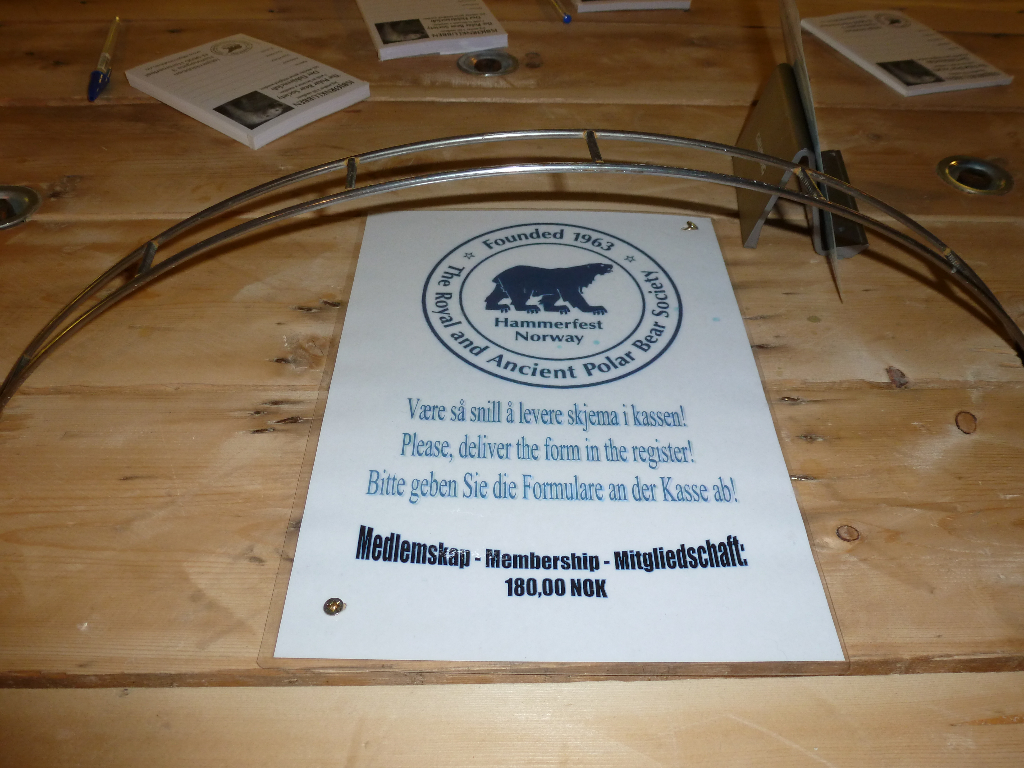 Founded 1963
The Royal and Ancient Polar Bear Society
Hammerfest
Norway
Være så snill å levere skjema i kassen!
Please, deliver the form in the register!
Bitte geben Sie die Formulare an der Kasse ab!
Medlemskap - Membership - Mitgliedschaft:
180,00 NOK